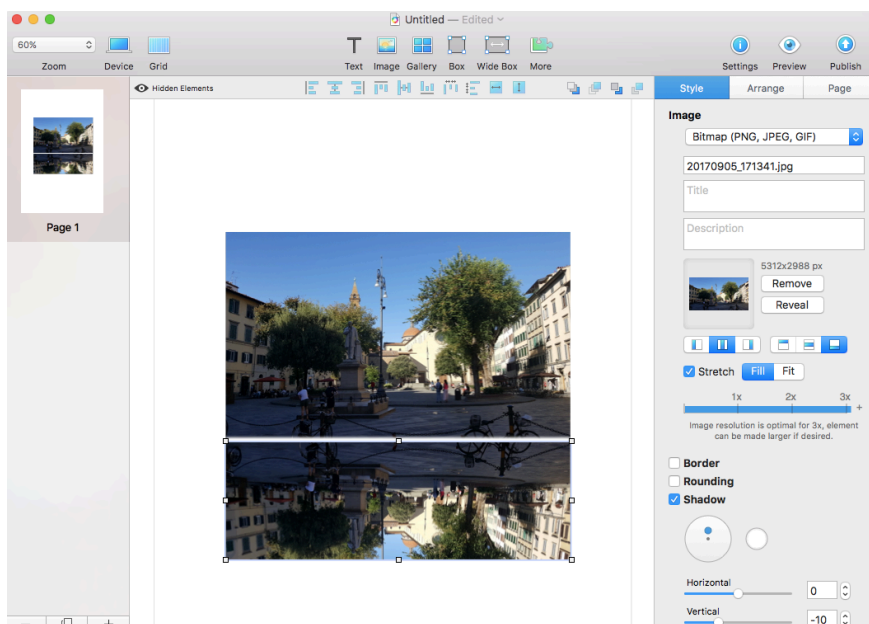 Untitled — Edited
60%
Zoom Device Grid Text Image Gallery Box Wide Box More Settings Preview Publish
Hidden Elements
Style Arrange Page
Page 1
Image
Bitmap (PNG, JPEG, GIF)
20170905_171341.jpg
Title
Description
5312x2988 px
Remove
Reveal
Stretch Fill Fit
1x 2x 3x
+
Image resolution is optimal for 3x, element
can be made larger if desired.
Border
Rounding
Shadow
Horizontal
0
Vertical
-10